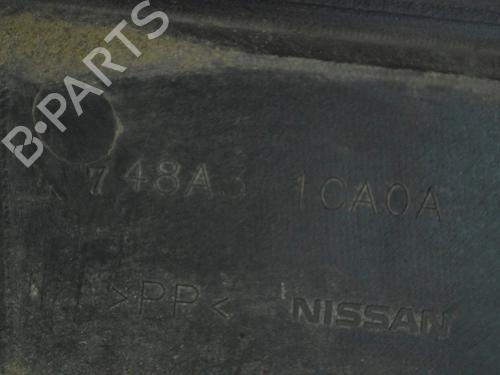 B·PARTS
748A3 1CA0A
>PP< NISSAN